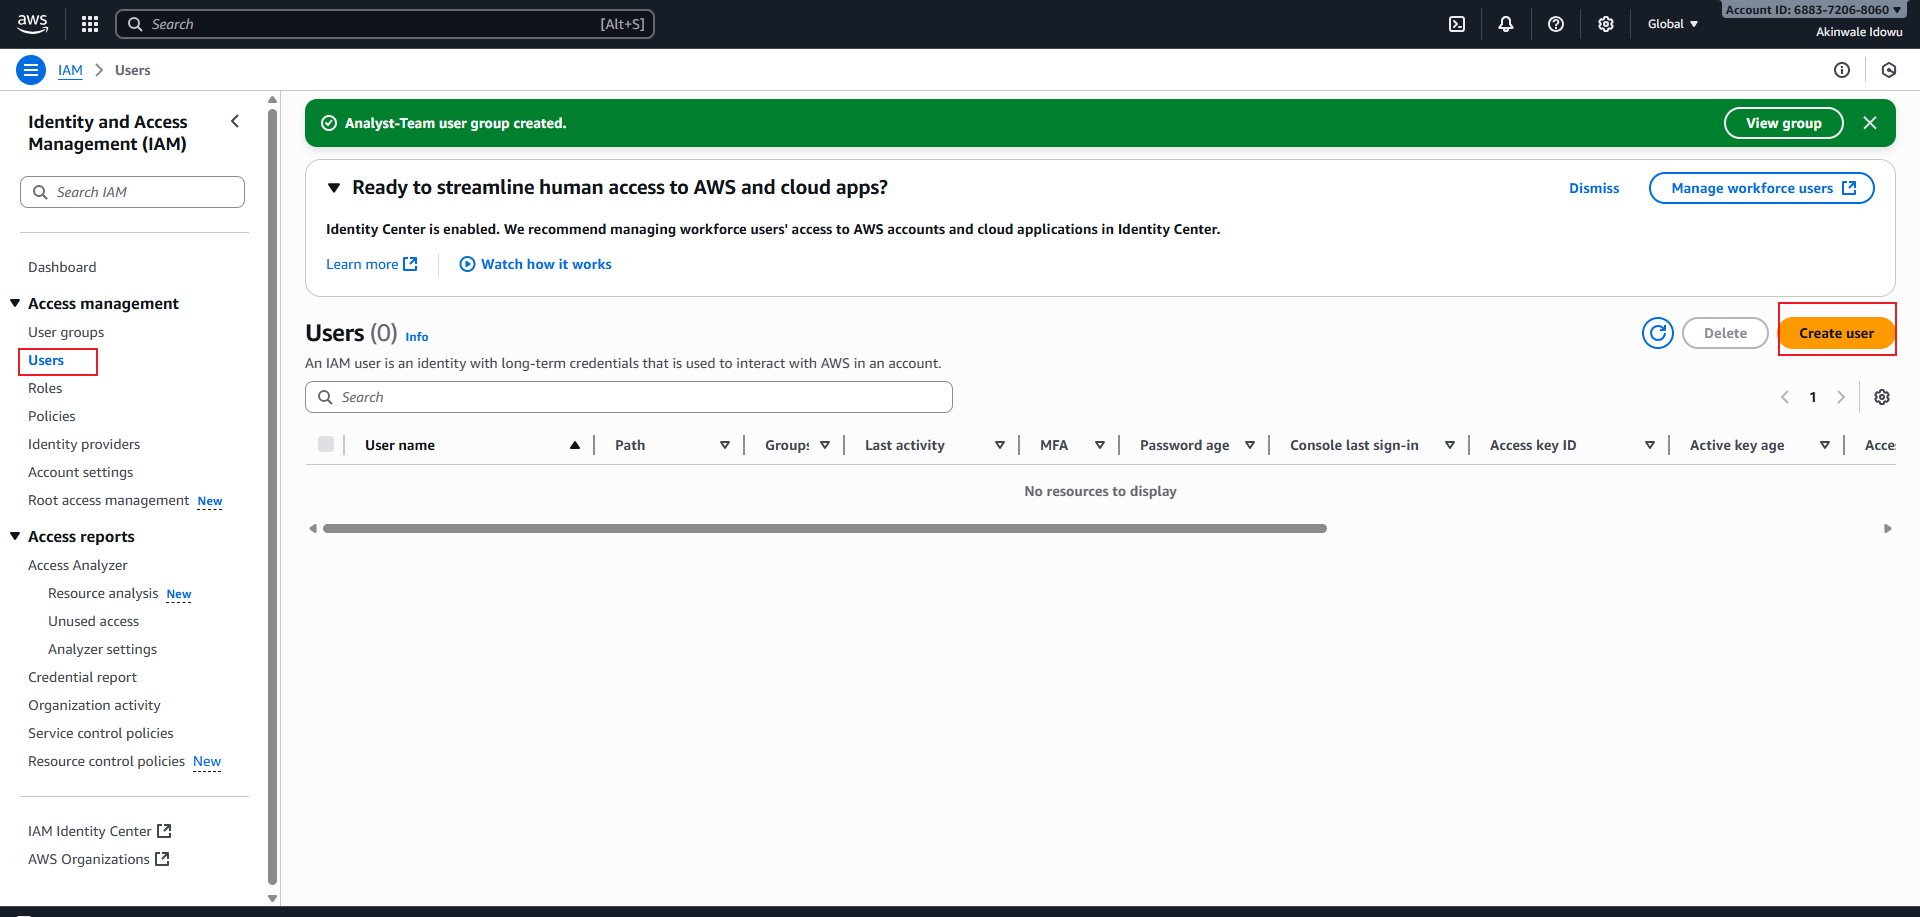 aws
Search
[Alt+S]
Global
Account ID: 6883-7206-8060
Akinwale Idowu
IAM
Users
Identity and Access
Management (IAM)
Search IAM
Dashboard
Access management
User groups
Users
Roles
Policies
Identity providers
Account settings
Root access management New
Access reports
Access Analyzer
Resource analysis New
Unused access
Analyzer settings
Credential report
Organization activity
Service control policies
Resource control policies New
IAM Identity Center
AWS Organizations
Analyst-Team user group created.
View group
Ready to streamline human access to AWS and cloud apps?
Dismiss
Manage workforce users
Identity Center is enabled. We recommend managing workforce users' access to AWS accounts and cloud applications in Identity Center.
Learn more
Watch how it works
Users (0) Info
Delete
Create user
An IAM user is an identity with long-term credentials that is used to interact with AWS in an account.
Search
1
User name
Path
Groups
Last activity
MFA
Password age
Console last sign-in
Access key ID
Active key age
Acce
No resources to display